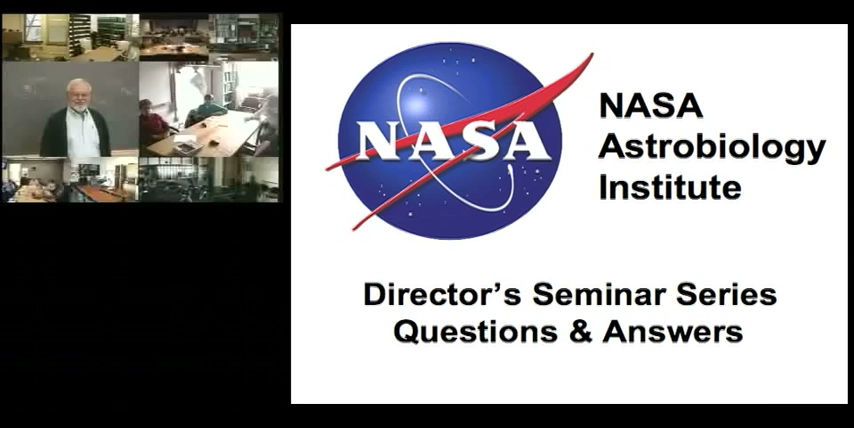 NASA
NASA
Astrobiology
Institute
Director's Seminar Series
Questions & Answers